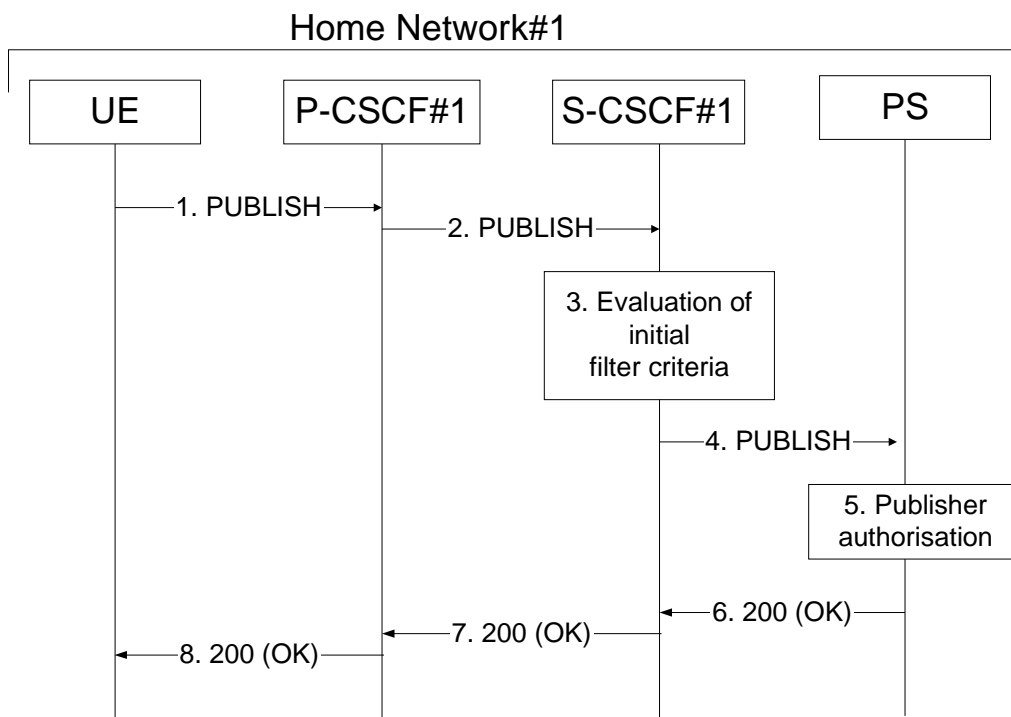 Home Network#1
UE
P-CSCF#1
S-CSCF#1
PS
1. PUBLISH
2. PUBLISH
3. Evaluation of
initial
filter criteria
4. PUBLISH
5. Publisher
authorisation
6. 200 (OK)
7. 200 (OK)
8. 200 (OK)